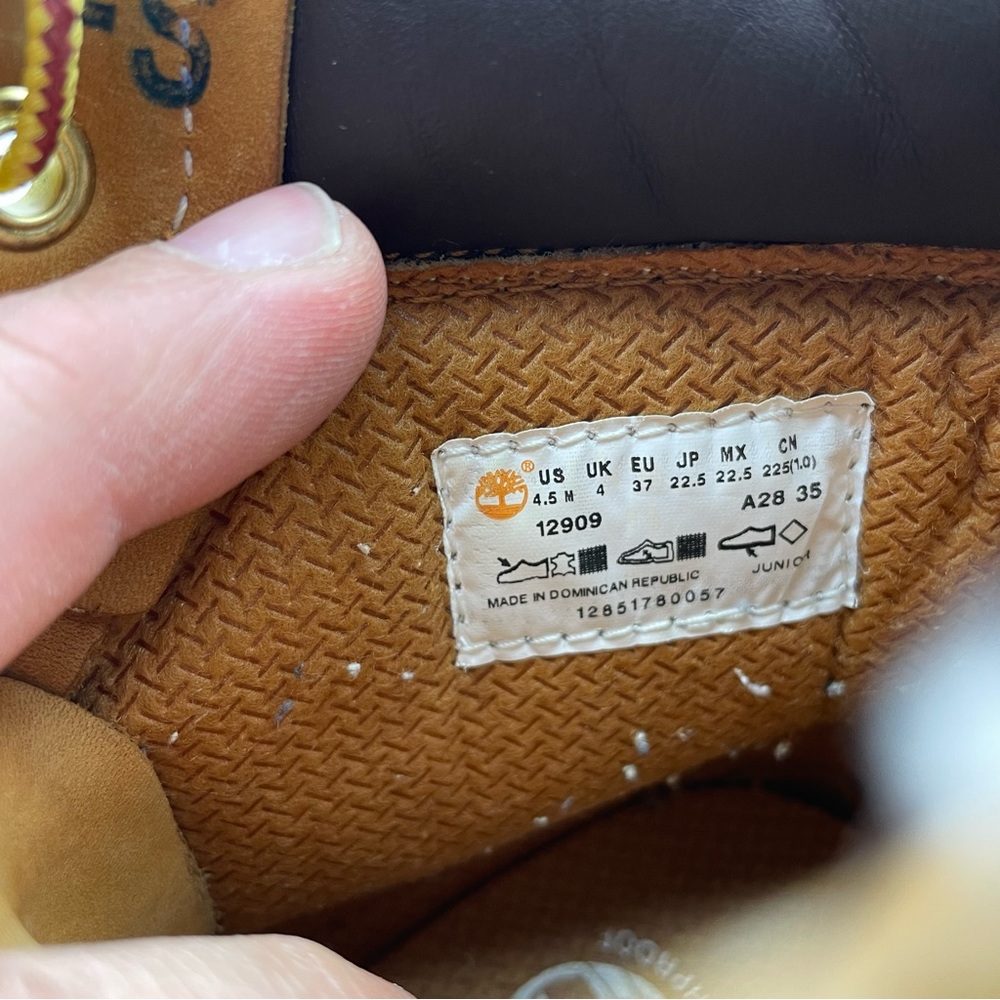 US UK EU JP MX CN
4.5 M 4 37 22.5 22.5 225(1.0)
12909 A28 35
JUNIOR
MADE IN DOMINICAN REPUBLIC
12851780057